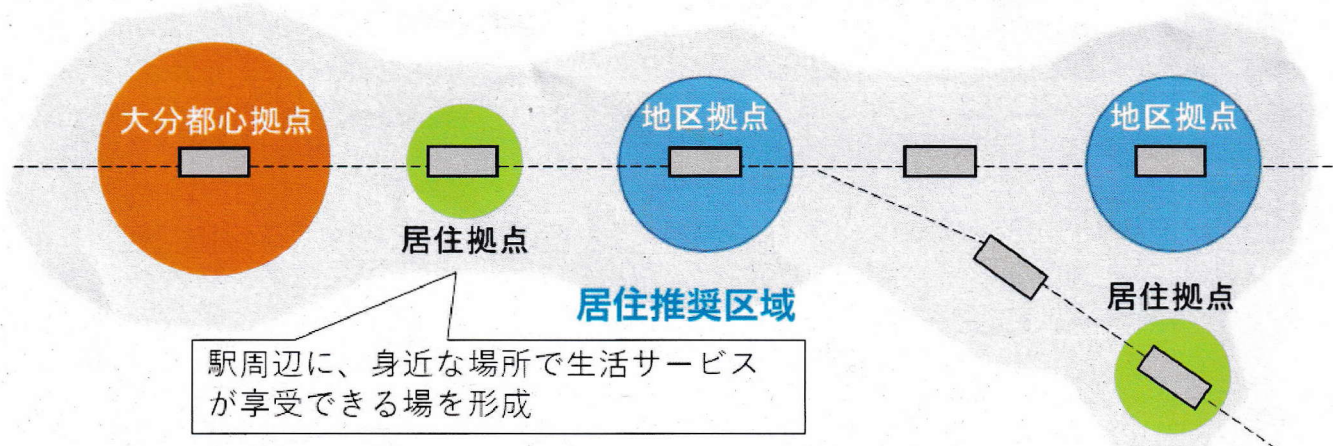 大分都心拠点
地区拠点
地区拠点
居住拠点
居住推奨区域
居住拠点
駅周辺に、身近な場所で生活サービス
が享受できる場を形成